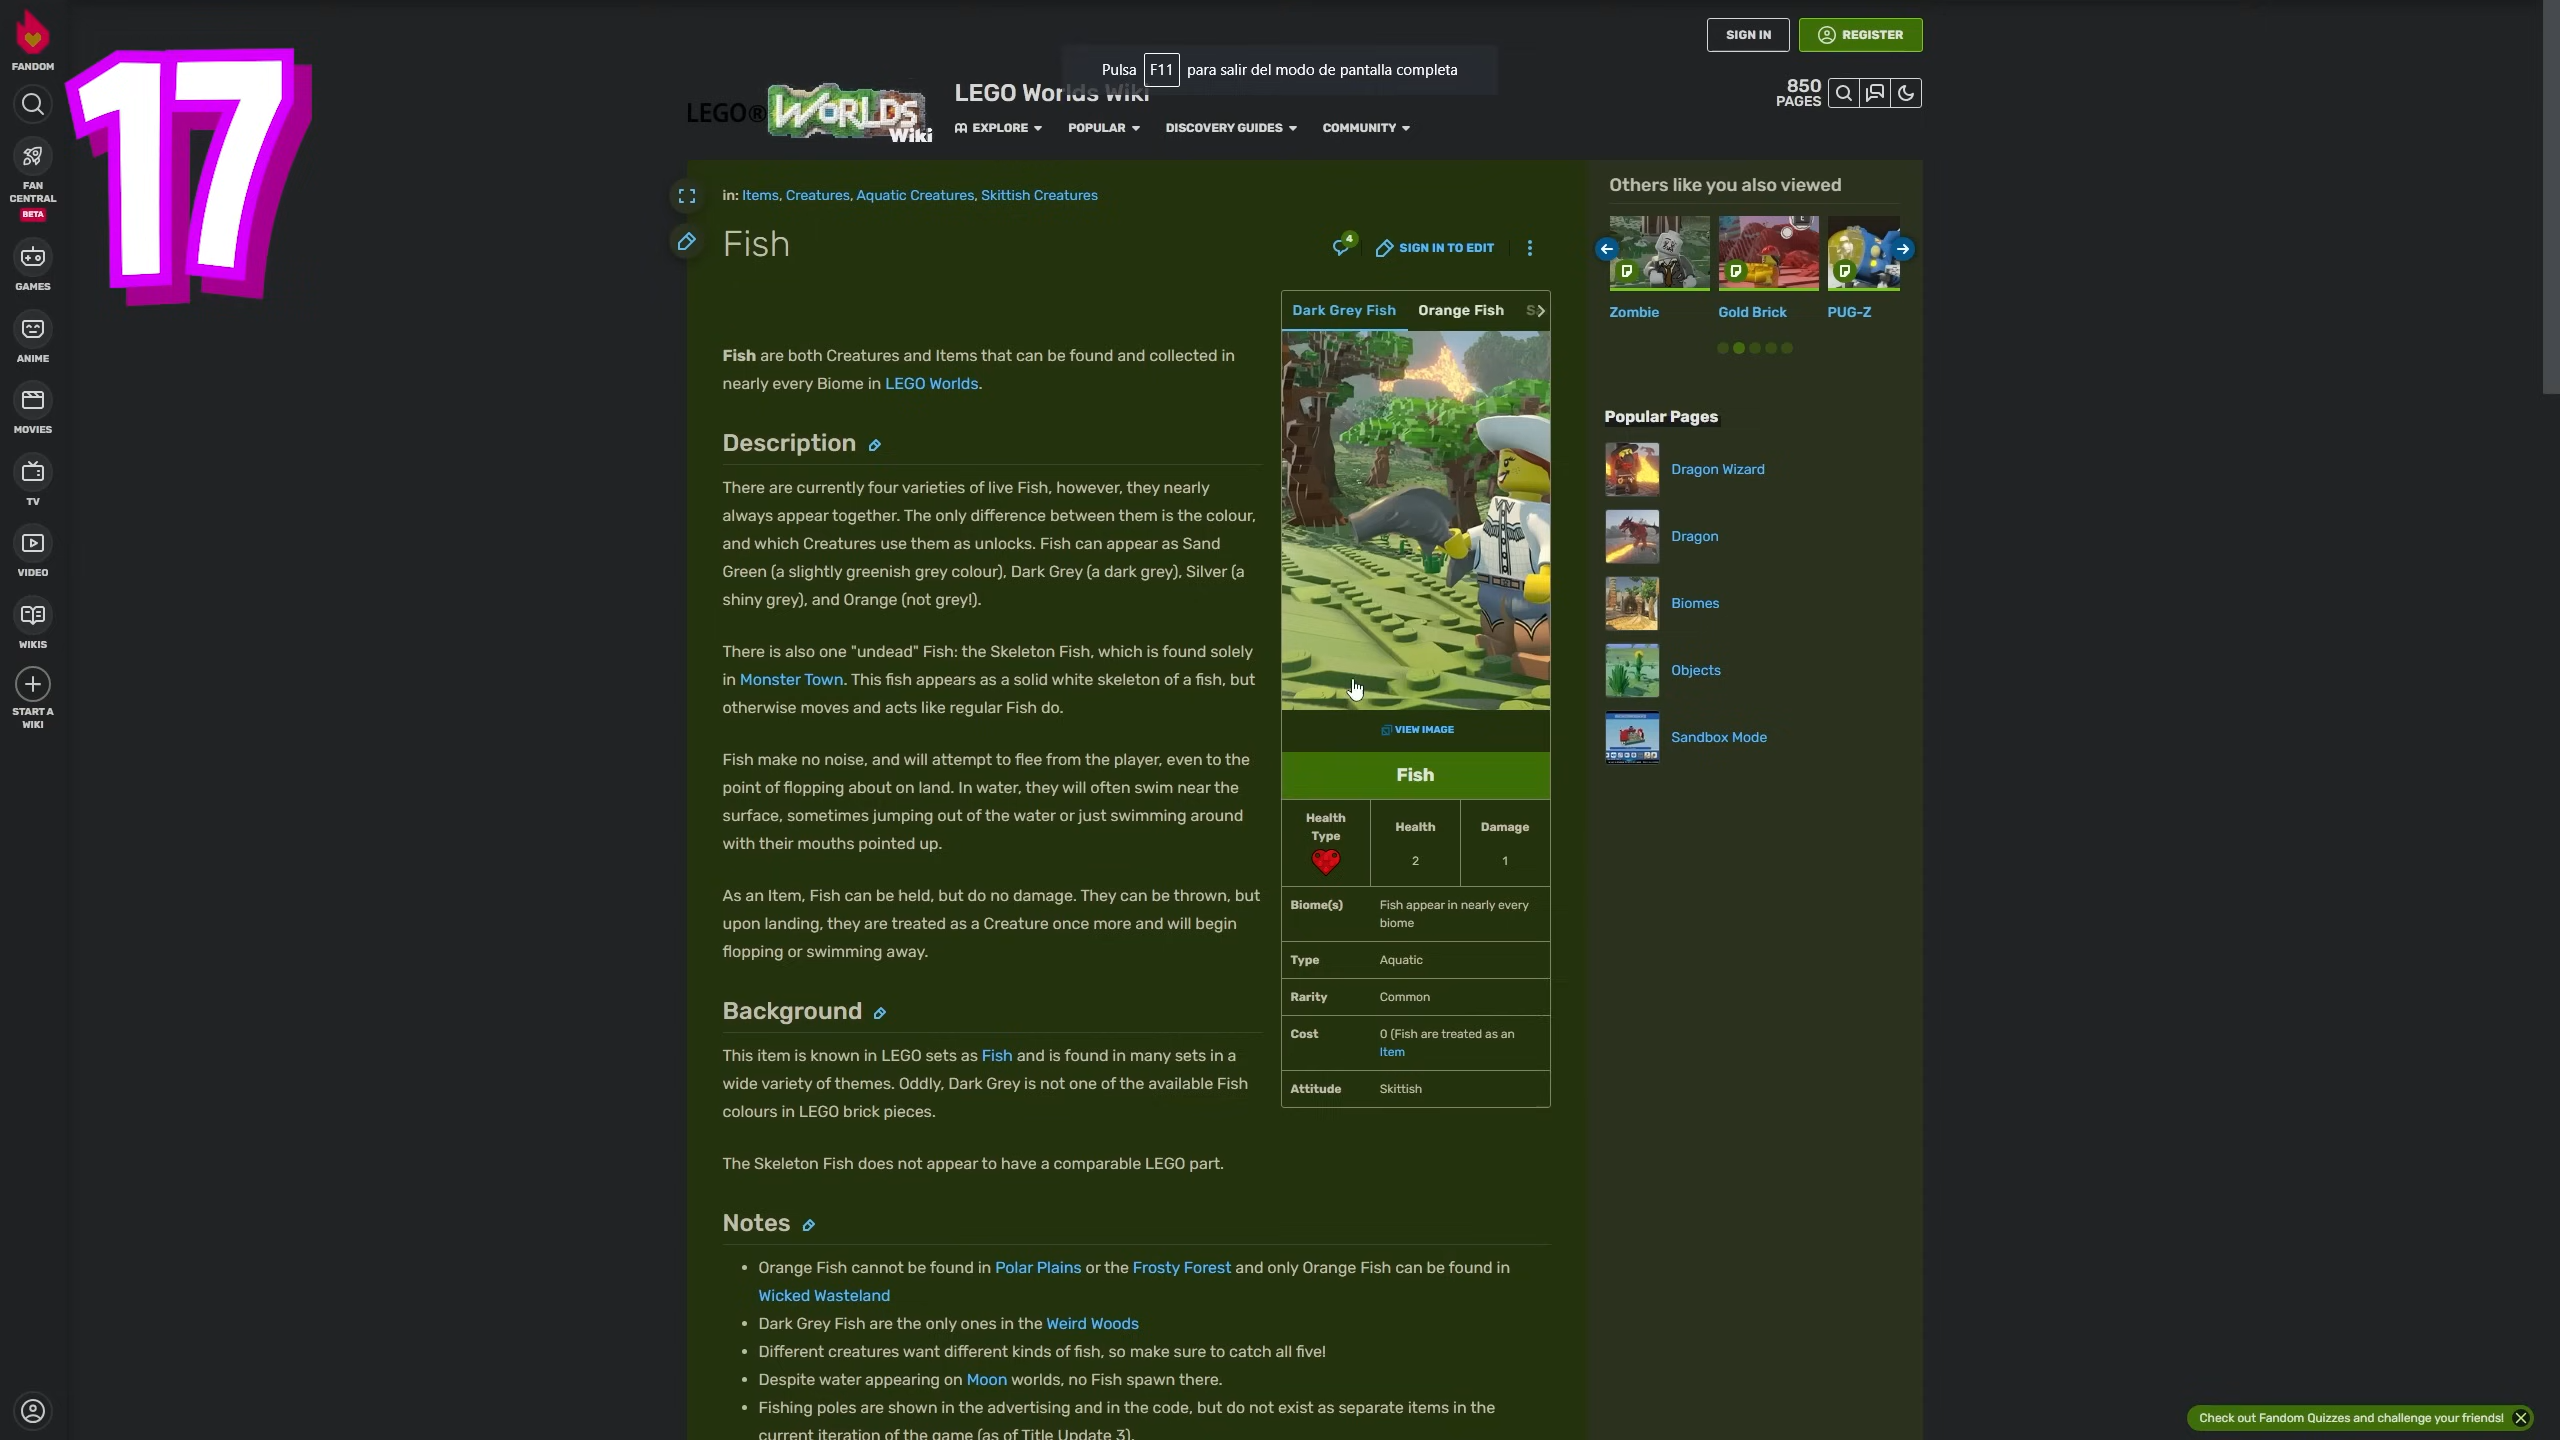 FANDOM
FAN
CENTRAL
BETA
GAMES
ANIME
MOVIES
TV
VIDEO
WIKIS
START A
WIKI
17
SIGN IN
REGISTER
Pulsa F11 para salir del modo de pantalla completa
LEGO® WORLDS
Wiki
LEGO Worlds Wiki
850
PAGES
EXPLORE
POPULAR
DISCOVERY GUIDES
COMMUNITY
in: Items, Creatures, Aquatic Creatures, Skittish Creatures
Fish
4
SIGN IN TO EDIT
Fish are both Creatures and Items that can be found and collected in
nearly every Biome in LEGO Worlds.
Description
There are currently four varieties of live Fish, however, they nearly
always appear together. The only difference between them is the colour,
and which Creatures use them as unlocks. Fish can appear as Sand
Green (a slightly greenish grey colour), Dark Grey (a dark grey), Silver (a
shiny grey), and Orange (not grey!).
There is also one "undead" Fish: the Skeleton Fish, which is found solely
in Monster Town. This fish appears as a solid white skeleton of a fish, but
otherwise moves and acts like regular Fish do.
Fish make no noise, and will attempt to flee from the player, even to the
point of flopping about on land. In water, they will often swim near the
surface, sometimes jumping out of the water or just swimming around
with their mouths pointed up.
As an Item, Fish can be held, but do no damage. They can be thrown, but
upon landing, they are treated as a Creature once more and will begin
flopping or swimming away.
Background
This item is known in LEGO sets as Fish and is found in many sets in a
wide variety of themes. Oddly, Dark Grey is not one of the available Fish
colours in LEGO brick pieces.
The Skeleton Fish does not appear to have a comparable LEGO part.
Notes
• Orange Fish cannot be found in Polar Plains or the Frosty Forest and only Orange Fish can be found in
Wicked Wasteland
• Dark Grey Fish are the only ones in the Weird Woods
• Different creatures want different kinds of fish, so make sure to catch all five!
• Despite water appearing on Moon worlds, no Fish spawn there.
• Fishing poles are shown in the advertising and in the code, but do not exist as separate items in the
current iteration of the game (as of Title Update 3).
Dark Grey Fish
Orange Fish
VIEW IMAGE
Fish
Health
Type
Health
2
Damage
1
Biome(s)
Fish appear in nearly every
biome
Type
Aquatic
Rarity
Common
Cost
0 (Fish are treated as an
Item
Attitude
Skittish
Others like you also viewed
Zombie
Gold Brick
PUG-Z
Popular Pages
Dragon Wizard
Dragon
Biomes
Objects
Sandbox Mode
Check out Fandom Quizzes and challenge your friends!